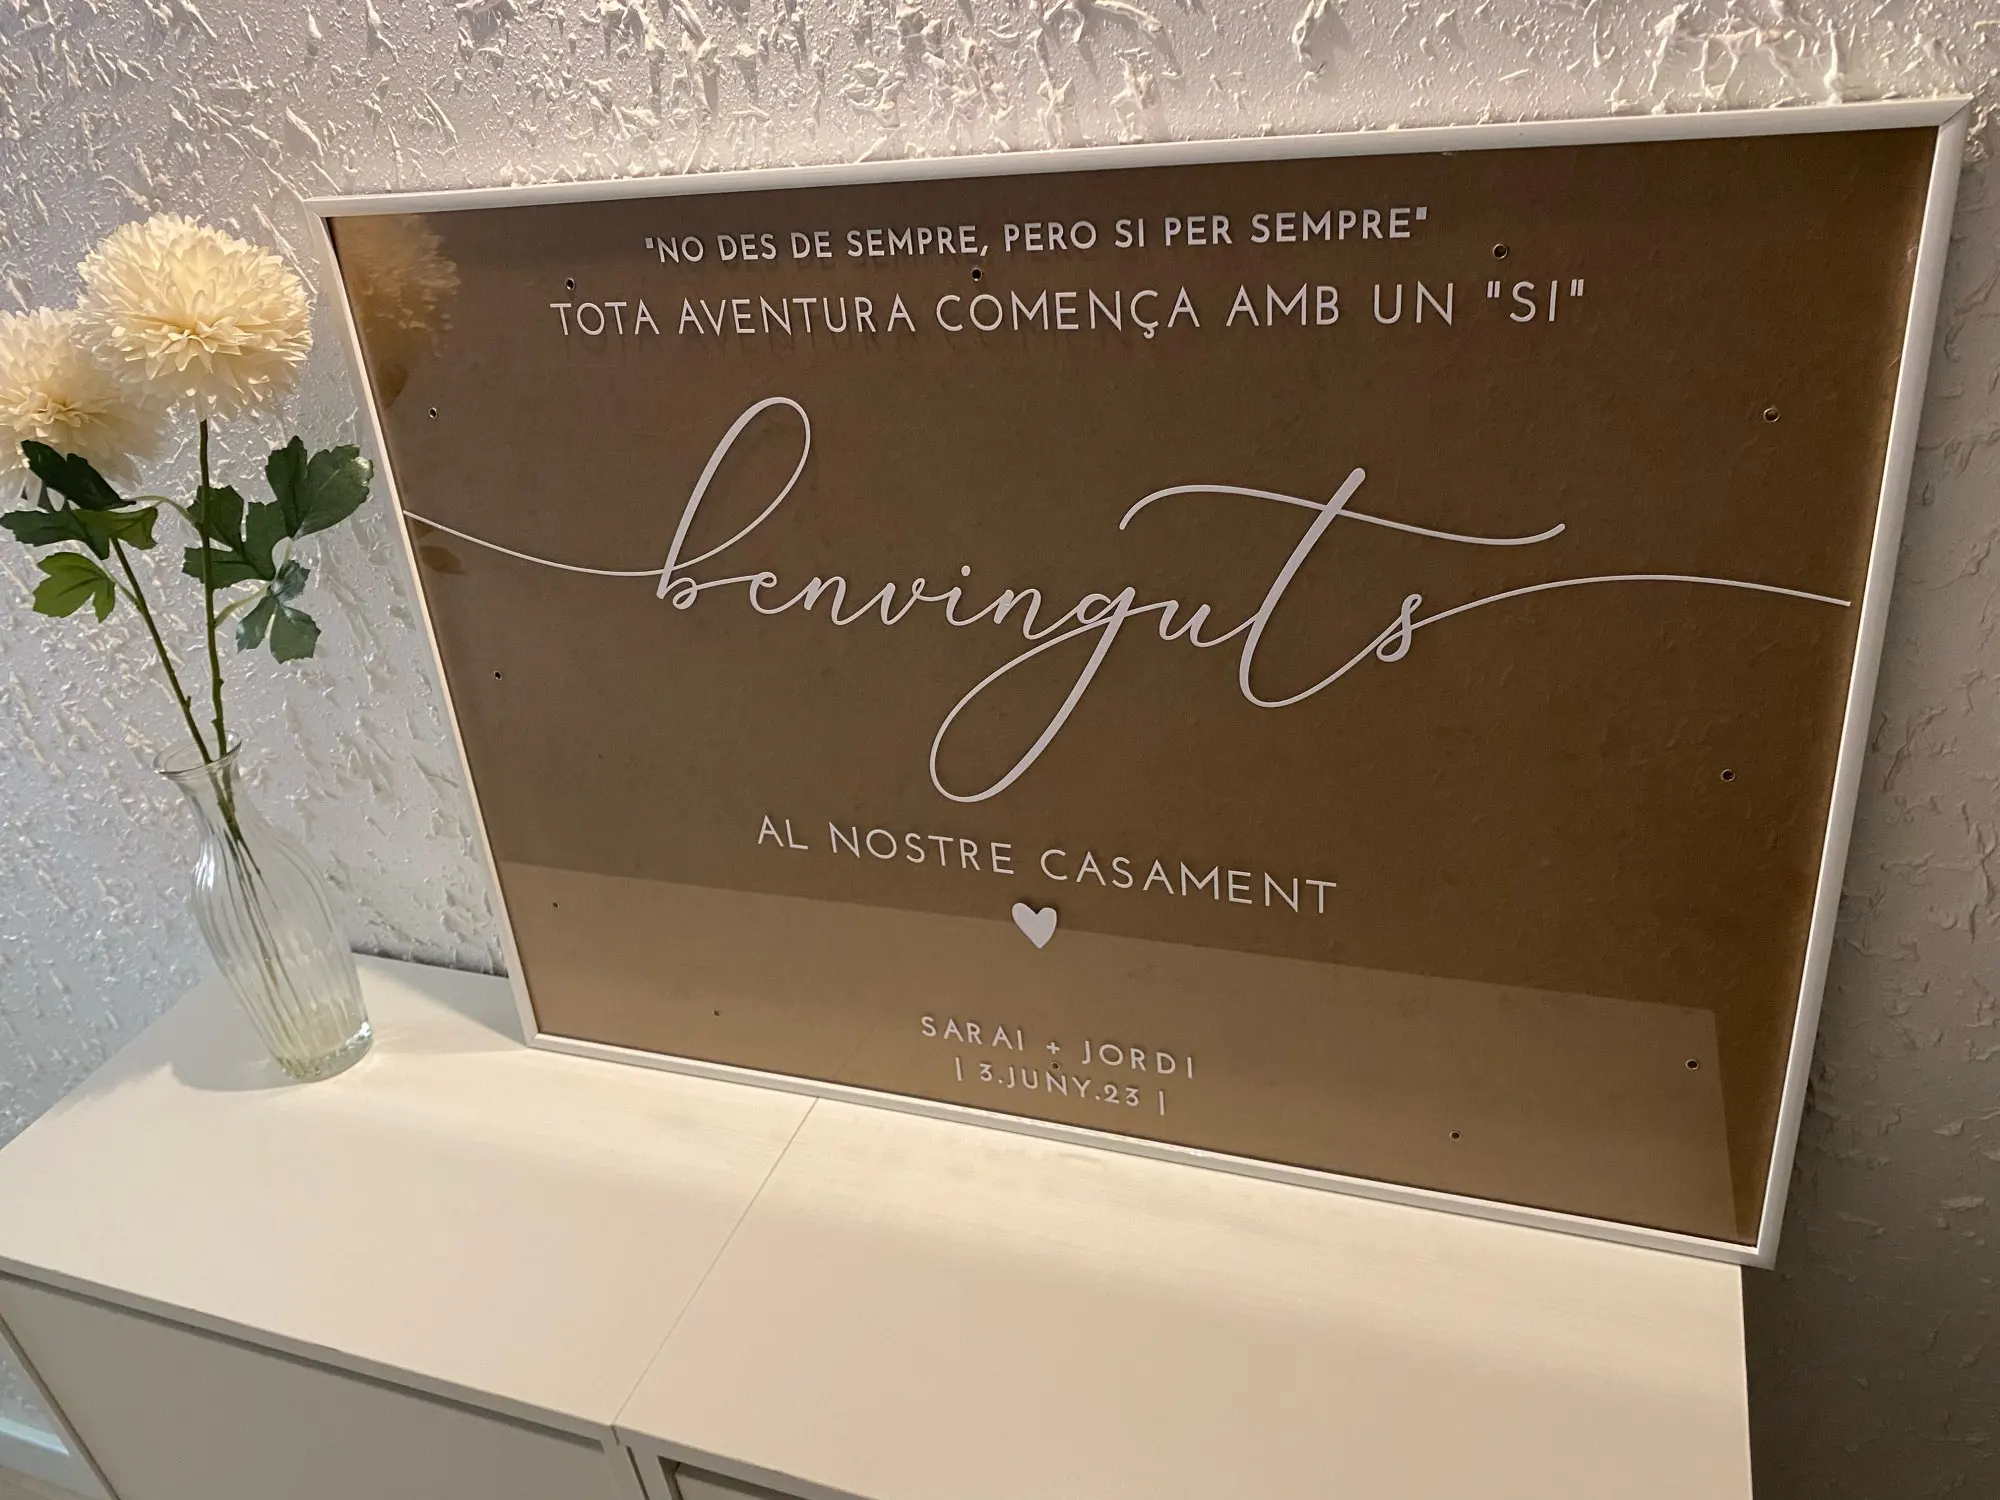 "NO DES DE SEMPRE, PERO SI PER SEMPRE"
TOTA AVENTURA COMENÇA AMB UN "SI"
benvinguts
AL NOSTRE CASAMENT
SARAI + JORDI
| 3.JUNY.23 |